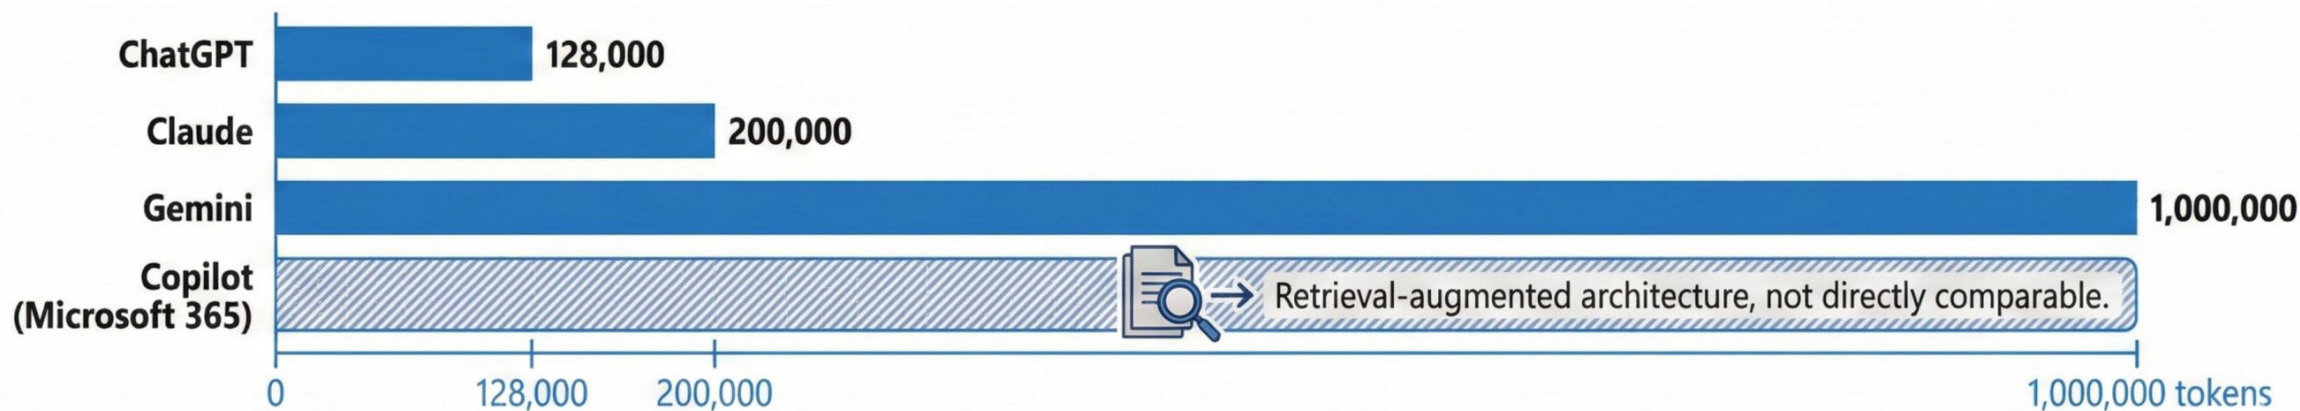 ChatGPT 128,000
Claude 200,000
Gemini 1,000,000
Copilot
(Microsoft 365)
Retrieval-augmented architecture, not directly comparable.
0 128,000 200,000 1,000,000 tokens